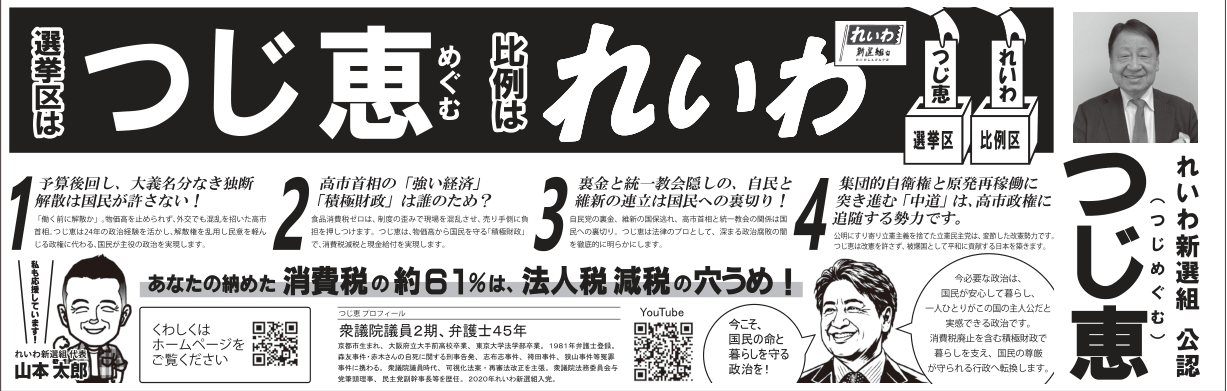 選挙区は
つじ恵
めぐむ
比例は
れいわ
れいわ
新選組
つじ恵
選挙区
れいわ
比例区
れいわ新選組 公認
つじ恵
(つじめぐむ)
1
予算後回し、大義名分なき独断
解散は国民が許さない!
「働く前に解散か」。物価高を止められず、外交でも混乱を招いた高市
首相。つじ恵は24年の政治経験を活かし、解散権を乱用し民意を軽ん
じる政権に代わる、国民が主役の政治を実現します。
2
高市首相の「強い経済」
「積極財政」は誰のため?
食品消費税ゼロは、制度の歪みで現場を混乱させ、売り手側に負
担を押しつけます。つじ恵は、物価高から国民を守る「積極財政」
で、消費税減税と現金給付を実現します。
3
裏金と統一教会隠しの、自民と
維新の連立は国民への裏切り!
自民党の裏金、維新の国保逃れ、高市首相と統一教会の関係は国
民への裏切り。つじ恵は法律のプロとして、深まる政治腐敗の闇
を徹底的に明らかにします。
4
集団的自衛権と原発再稼働に
突き進む「中道」は、高市政権に
追随する勢力です。
公明にすり寄り立憲主義を捨てた立憲民主党は、変節した改憲勢力です。
つじ恵は改憲を許さず、被爆国として平和に貢献する日本を築きます。
私も応援しています!
れいわ新選組 代表
山本太郎
あなたの納めた 消費税の約61%は、法人税 減税の穴うめ!
くわしくは
ホームページを
ご覧ください
つじ恵 プロフィール
衆議院議員2期、弁護士45年
京都市生まれ、大阪府立大手前高校卒業、東京大学法学部卒業。1981年弁護士登録。
森友事件・赤木さんの自死に関する刑事告発、志布志事件、袴田事件、狭山事件等冤罪
事件に携わる。衆議院議員時代、可視化法案・再審法改正を主張。衆議院法務委員会与
党筆頭理事、民主党副幹事長等を歴任。2020年れいわ新選組入党。
YouTube
今こそ、
国民の命と
暮らしを守る
政治を!
今必要な政治は、
国民が安心して暮らし、
一人ひとりがこの国の主人公だと
実感できる政治です。
消費税廃止を含む積極財政で
暮らしを支え、国民の尊厳
が守られる行政へ転換します。